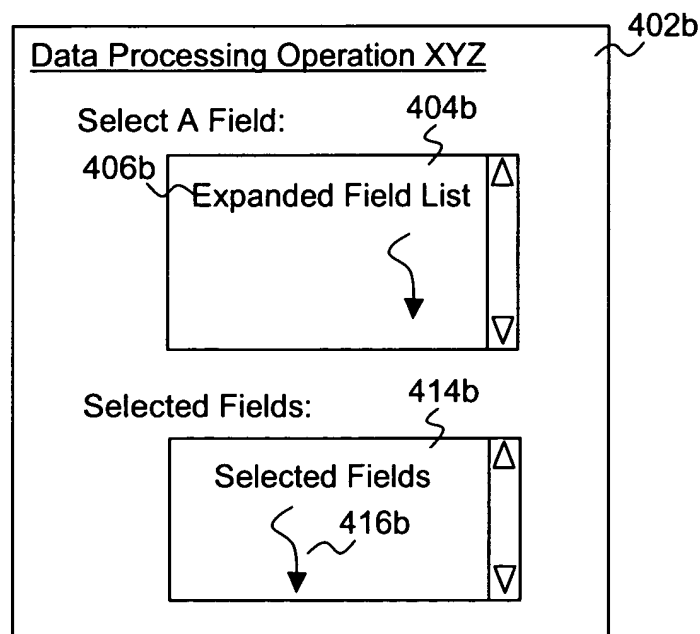 402b
Data Processing Operation XYZ
Select A Field:
404b
406b
Expanded Field List
Selected Fields:
414b
Selected Fields
416b